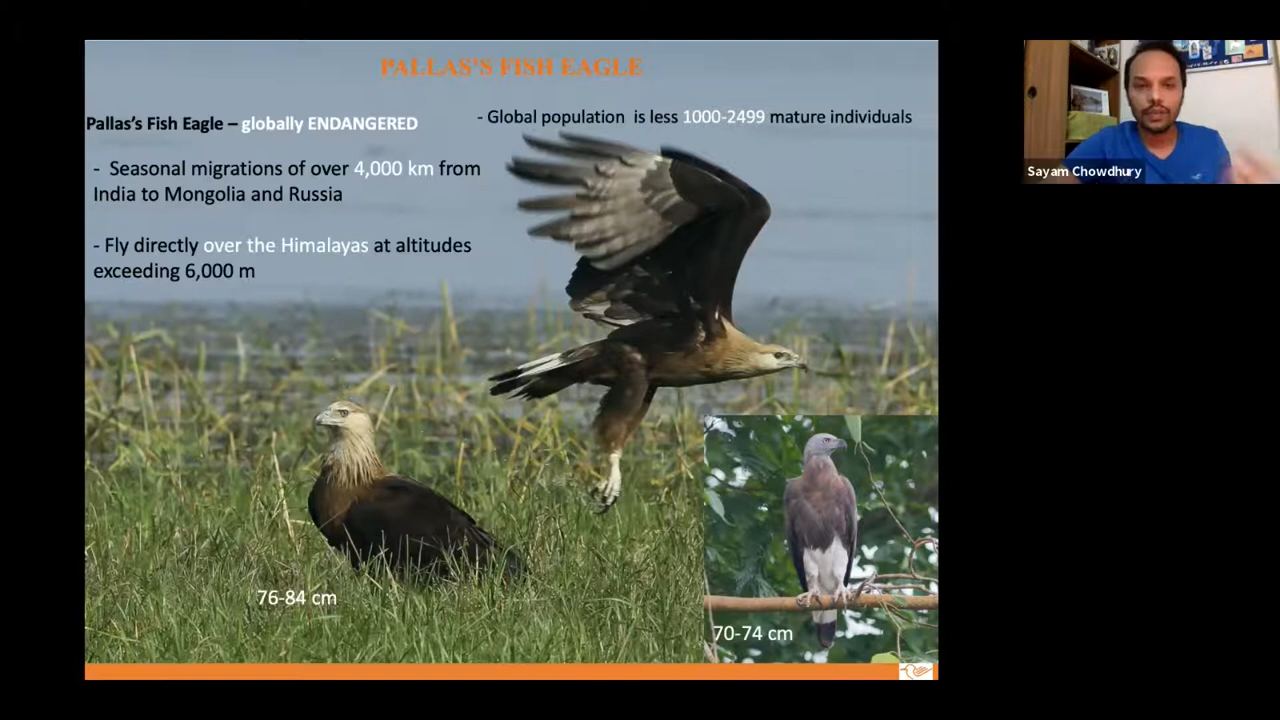 PALLAS'S FISH EAGLE
Pallas's Fish Eagle – globally ENDANGERED
- Global population is less 1000-2499 mature individuals
- Seasonal migrations of over 4,000 km from
India to Mongolia and Russia
- Fly directly over the Himalayas at altitudes
exceeding 6,000 m
76-84 cm
70-74 cm
Sayam Chowdhury